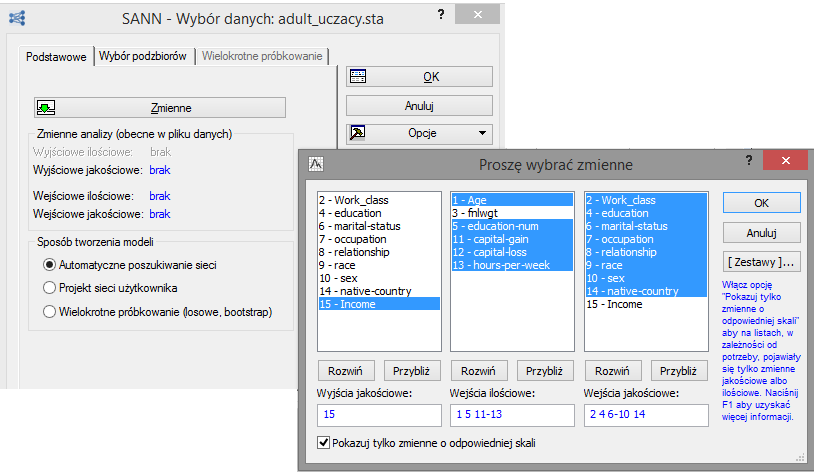 SANN - Wybór danych: adult_uczacy.sta
?
x
Podstawowe
Wybór podzbiorów
Wielokrotne próbkowanie
Zmienne
OK
Anuluj
Opcje
Zmienne analizy (obecne w pliku danych)
Wyjściowe ilościowe: brak
Wyjściowe jakościowe: brak
Wejściowe ilościowe: brak
Wejściowe jakościowe: brak
Sposób tworzenia modeli
Automatyczne poszukiwanie sieci
Projekt sieci użytkownika
Wielokrotne próbkowanie (losowe, bootstrap)
Proszę wybrać zmienne
?
x
2 - Work_class
4 - education
6 - marital-status
7 - occupation
8 - relationship
9 - race
10 - sex
14 - native-country
15 - Income
1 - Age
3 - fnlwgt
5 - education-num
11 - capital-gain
12 - capital-loss
13 - hours-per-week
2 - Work_class
4 - education
6 - marital-status
7 - occupation
8 - relationship
9 - race
10 - sex
14 - native-country
15 - Income
Rozwiń
Przybliż
Rozwiń
Przybliż
Rozwiń
Przybliż
Wyjścia jakościowe:
15
Wejścia ilościowe:
1 5 11-13
Wejścia jakościowe:
2 4 6-10 14
Pokazuj tylko zmienne o odpowiedniej skali
OK
Anuluj
[ Zestawy ]...
Włącz opcję
"Pokazuj tylko
zmienne o
odpowiedniej skali"
aby na listach, w
zależności od
potrzeby, pojawiały
się tylko zmienne
jakościowe albo
ilościowe. Naciśnij
F1 aby uzyskać
więcej informacji.